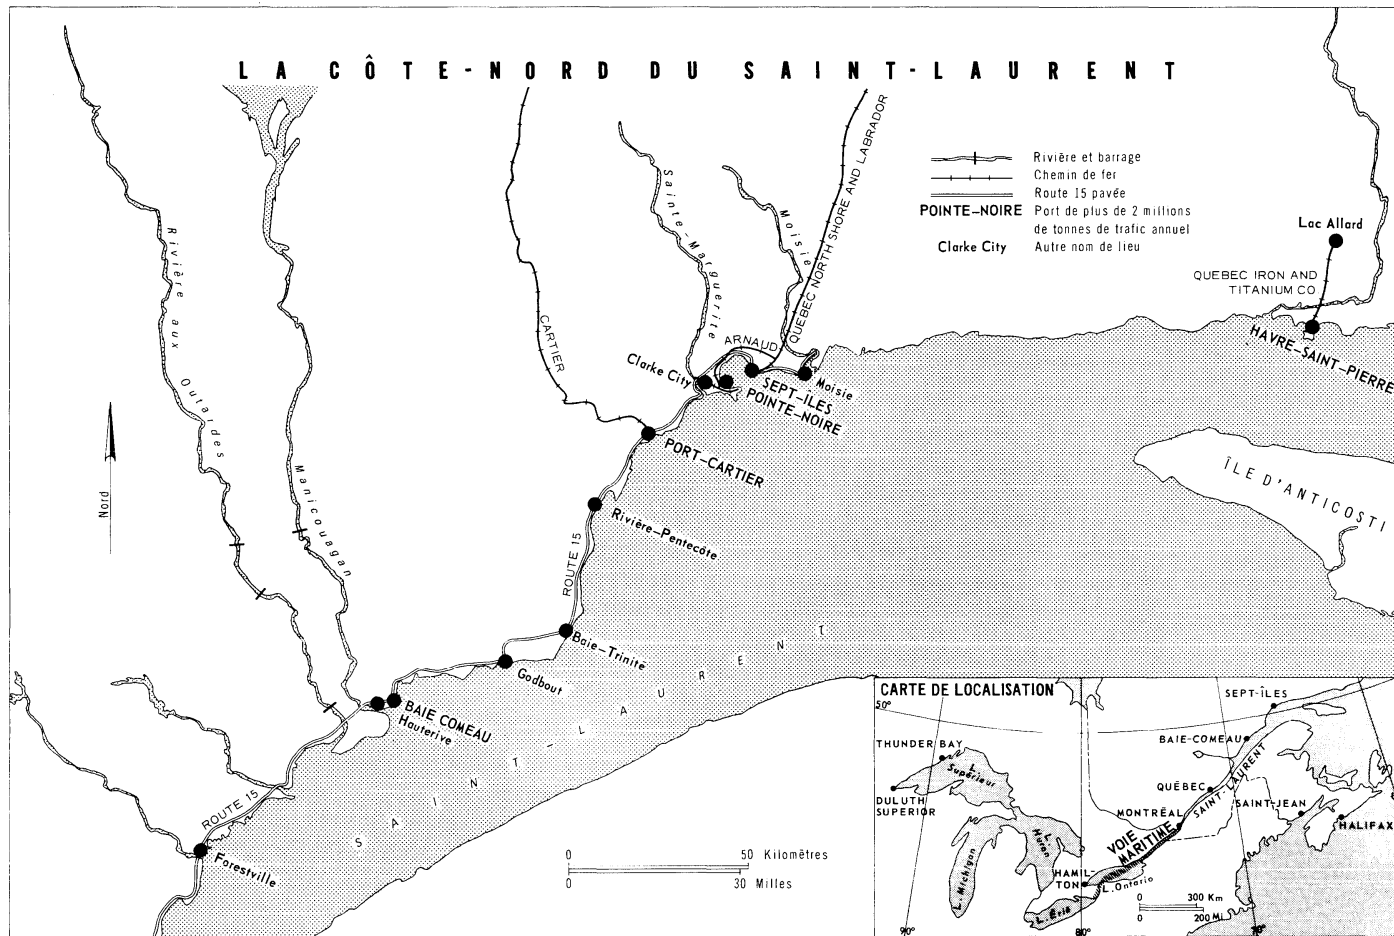 LA CÔTE-NORD DU SAINT-LAURENT
Rivière et barrage
Chemin de fer
Route 15 pavée
POINTE-NOIRE Port de plus de 2 millions
de tonnes de trafic annuel
Clarke City Autre nom de lieu
Rivière aux Outardes
Manicouagan
Sainte-Marguerite
Moisie
QUEBEC NORTH SHORE AND LABRADOR
CARTIER
ARNAUD
Lac Allard
QUEBEC IRON AND
TITANIUM CO
HAVRE-SAINT-PIERRE
Clarke City
SEPT-ÎLES
POINTE-NOIRE
Moisie
PORT-CARTIER
ÎLE D'ANTICOSTI
Nord
Rivière-Pentecôte
ROUTE 15
Baie-Trinité
Godbout
BAIE COMEAU
Hauterive
ROUTE 15
Forestville
SAINT-LAURENT
0 50 Kilomètres
0 30 Milles
CARTE DE LOCALISATION
50°
SEPT-ÎLES
BAIE-COMEAU
THUNDER BAY
L. Supérieur
DULUTH
SUPERIOR
QUÉBEC
SAINT-LAURENT
MONTRÉAL
SAINT-JEAN
HALIFAX
VOIE
MARITIME
L. Huron
L. Michigan
HAMIL-
TON
L. Ontario
L. Érié
0 300 Km
0 200 Mi.
90°
80°
70°